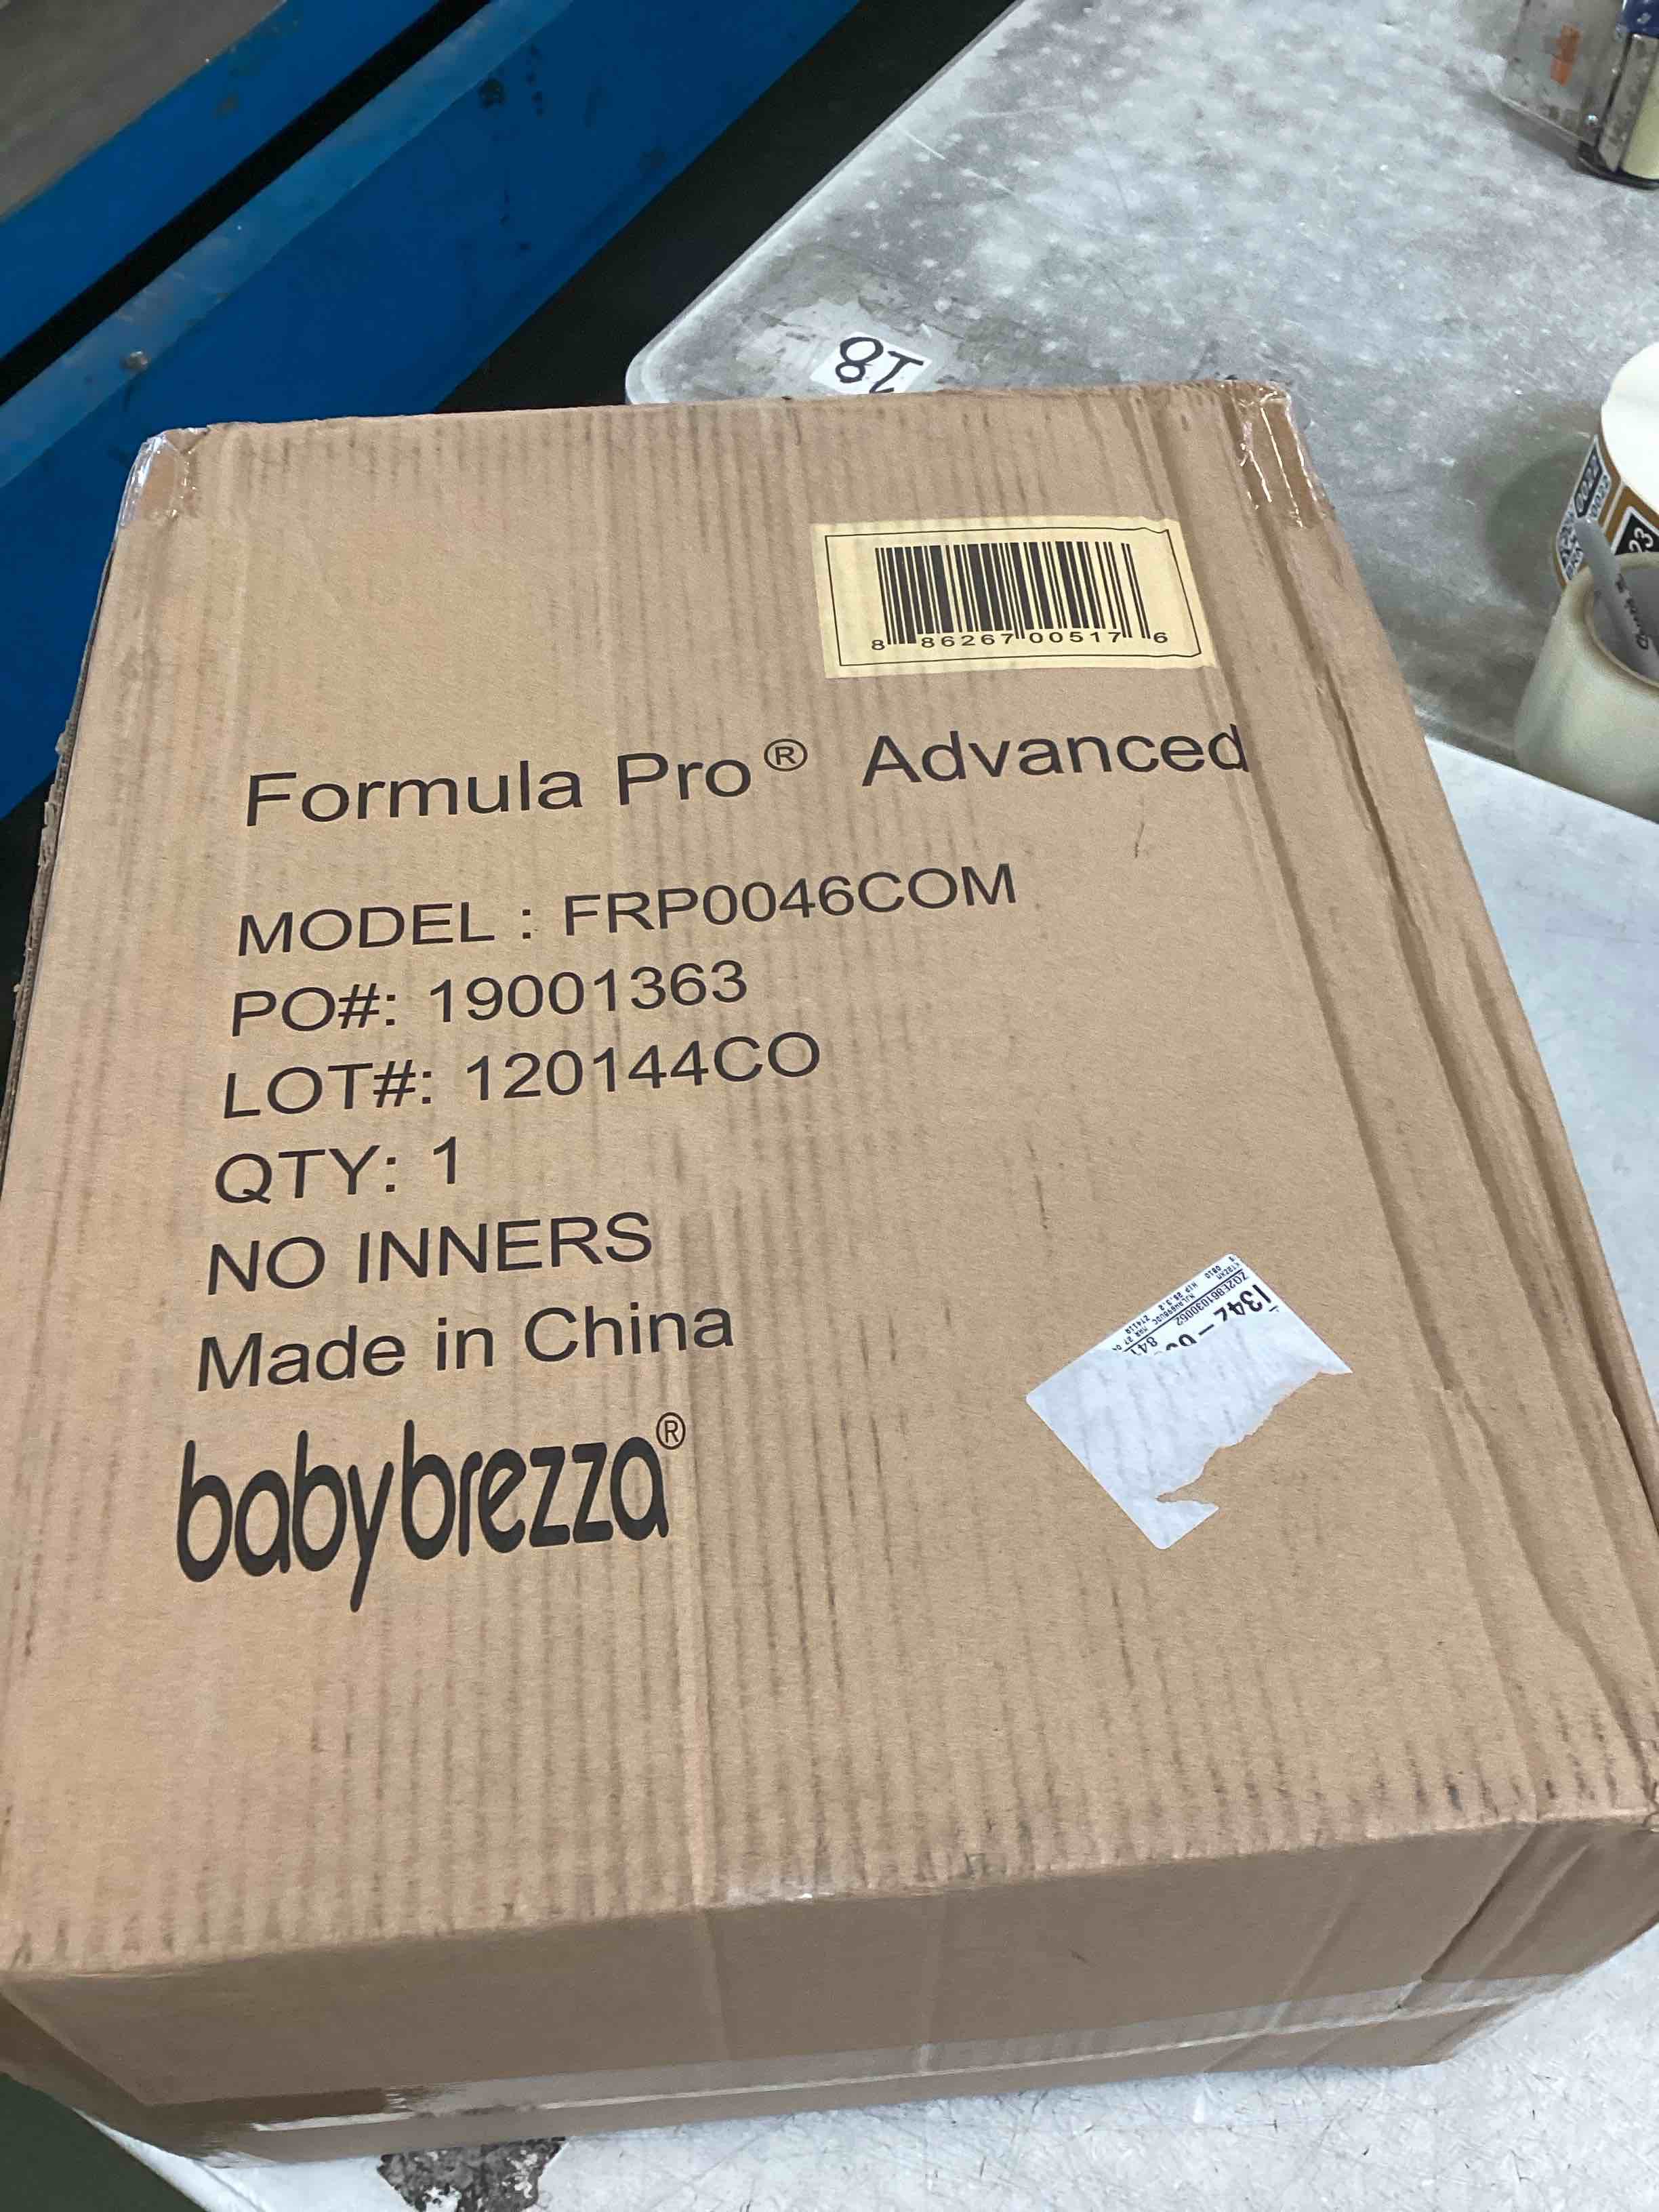 18
8 86267 00517 6
Formula Pro® Advanced
MODEL : FRP0046COM
PO#: 19001363
LOT#: 120144CO
QTY: 1
NO INNERS
Made in China
babybrezza®
23